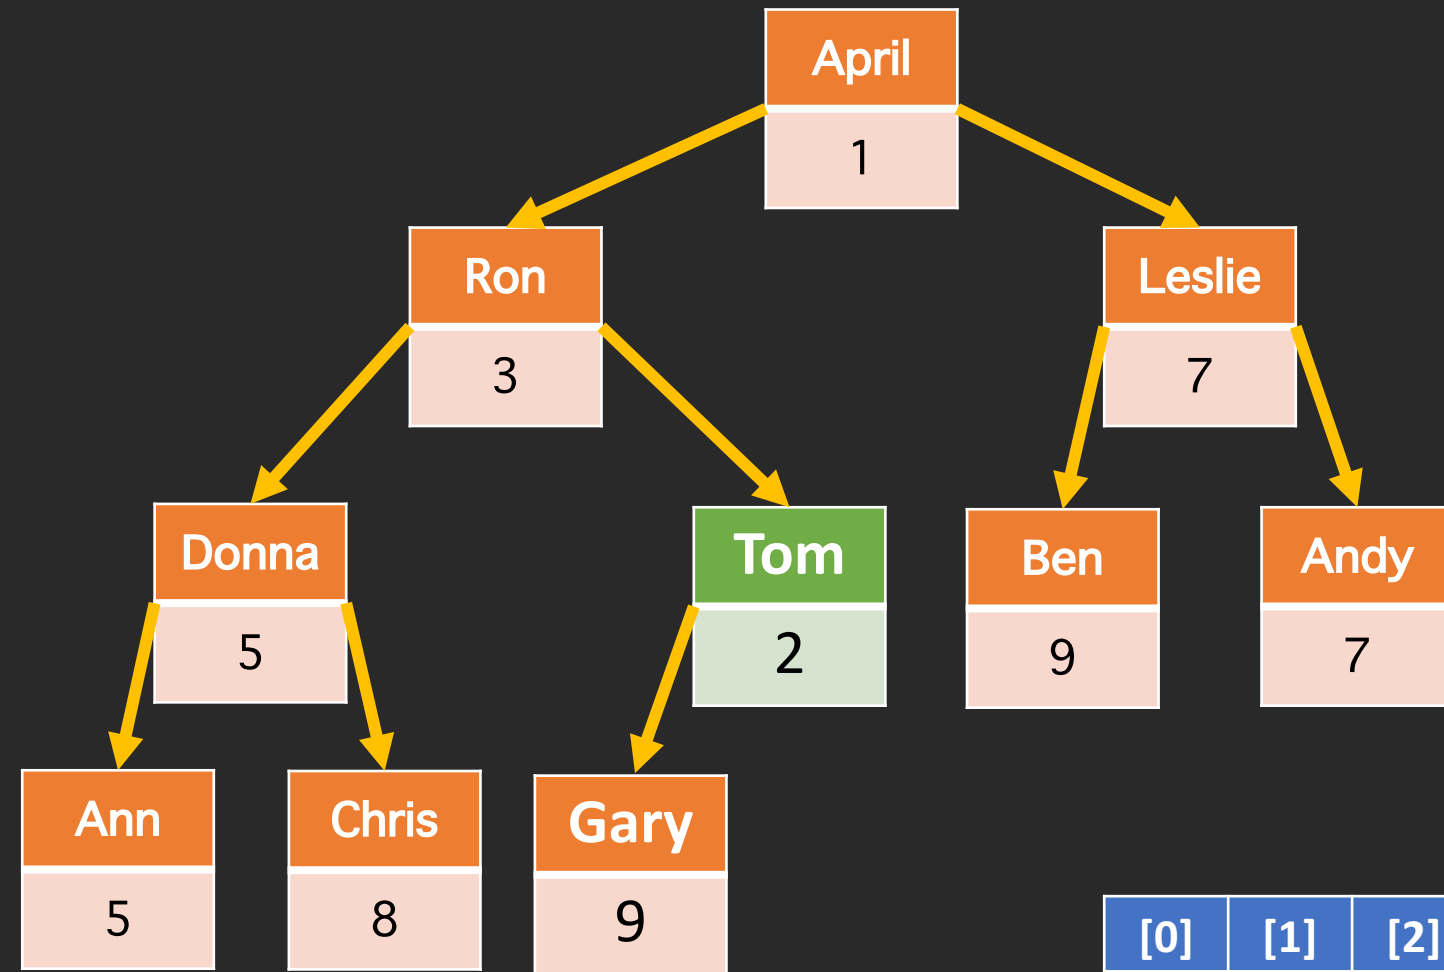 April
1
Ron
Leslie
3
7
Donna
Tom
Ben
Andy
5
2
9
7
Ann
Chris
Gary
5
8
9
[0] [1] [2]